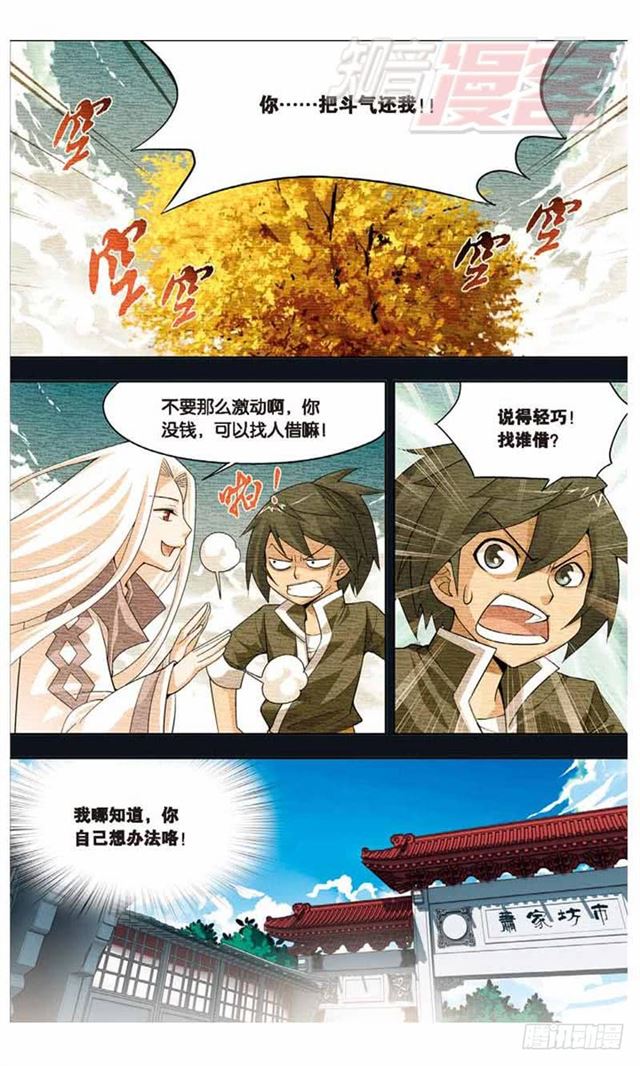 知音漫客
你……把斗气还我！！
空
空
空
空
空
不要那么激动啊，你
没钱，可以找人借嘛！
啪！
说得轻巧！
找谁借？
我哪知道，你
自己想办法咯！
蕭家坊市
腾讯动漫